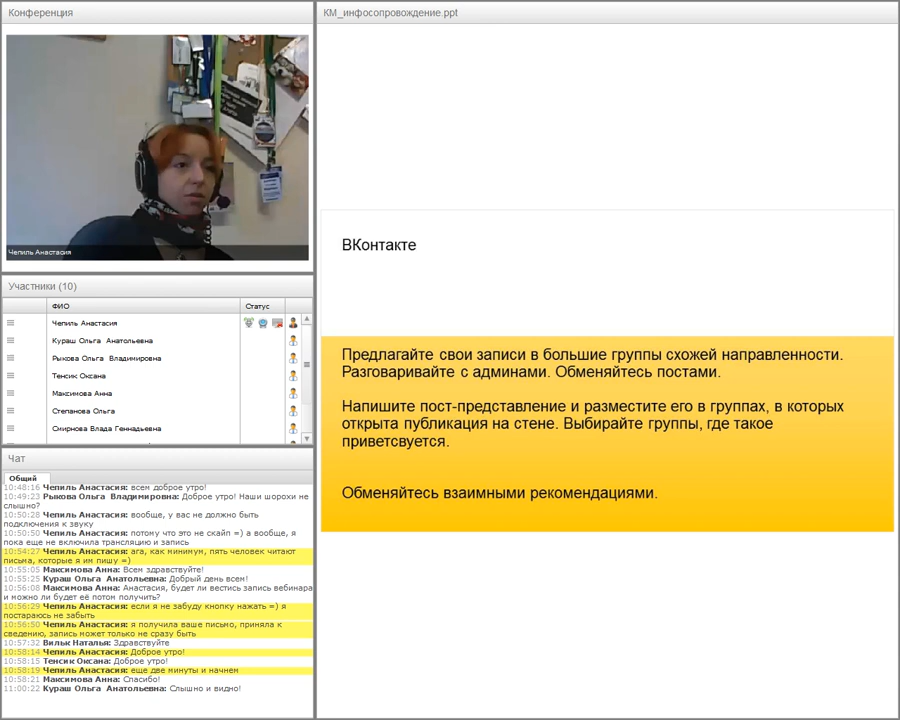 Конференция
Чепиль Анастасия
Участники (10)
ФИО
Статус
Чепиль Анастасия
Кураш Ольга Анатольевна
Рыкова Ольга Владимировна
Тенсик Оксана
Максимова Анна
Степанова Ольга
Смирнова Влада Геннадьевна
Чат
Общий
10:48:16 Чепиль Анастасия: всем доброе утро!
10:49:23 Рыкова Ольга Владимировна: Доброе утро! Наши шорохи не
слышно?
10:50:28 Чепиль Анастасия: вообще, у вас не должно быть
подключения к звуку
10:50:50 Чепиль Анастасия: потому что это не скайп =) а вообще, я
пока еще не включила трансляцию и запись
10:54:27 Чепиль Анастасия: ага, как минимум, пять человек читают
письма, которые я им пишу =)
10:55:05 Максимова Анна: Всем здравствуйте!
10:55:25 Кураш Ольга Анатольевна: Добрый день всем!
10:56:08 Максимова Анна: Анастасия, будет ли вестись запись вебинара
и можно ли будет её потом получить?
10:56:29 Чепиль Анастасия: если я не забуду кнопку нажать =) я
постараюсь не забыть
10:56:50 Чепиль Анастасия: я получила ваше письмо, приняла к
сведению, запись может только не сразу быть
10:57:32 Вильк Наталья: Здравствуйте
10:58:14 Чепиль Анастасия: Доброе утро!
10:58:15 Тенсик Оксана: Доброе утро!
10:58:19 Чепиль Анастасия: еще две минуты и начнем
10:58:21 Максимова Анна: Спасибо!
11:00:22 Кураш Ольга Анатольевна: Слышно и видно!
КМ_инфосопровождение.ppt
ВКонтакте
Предлагайте свои записи в большие группы схожей направленности.
Разговаривайте с админами. Обменяйтесь постами.
Напишите пост-представление и разместите его в группах, в которых
открыта публикация на стене. Выбирайте группы, где такое
приветсвуется.
Обменяйтесь взаимными рекомендациями.